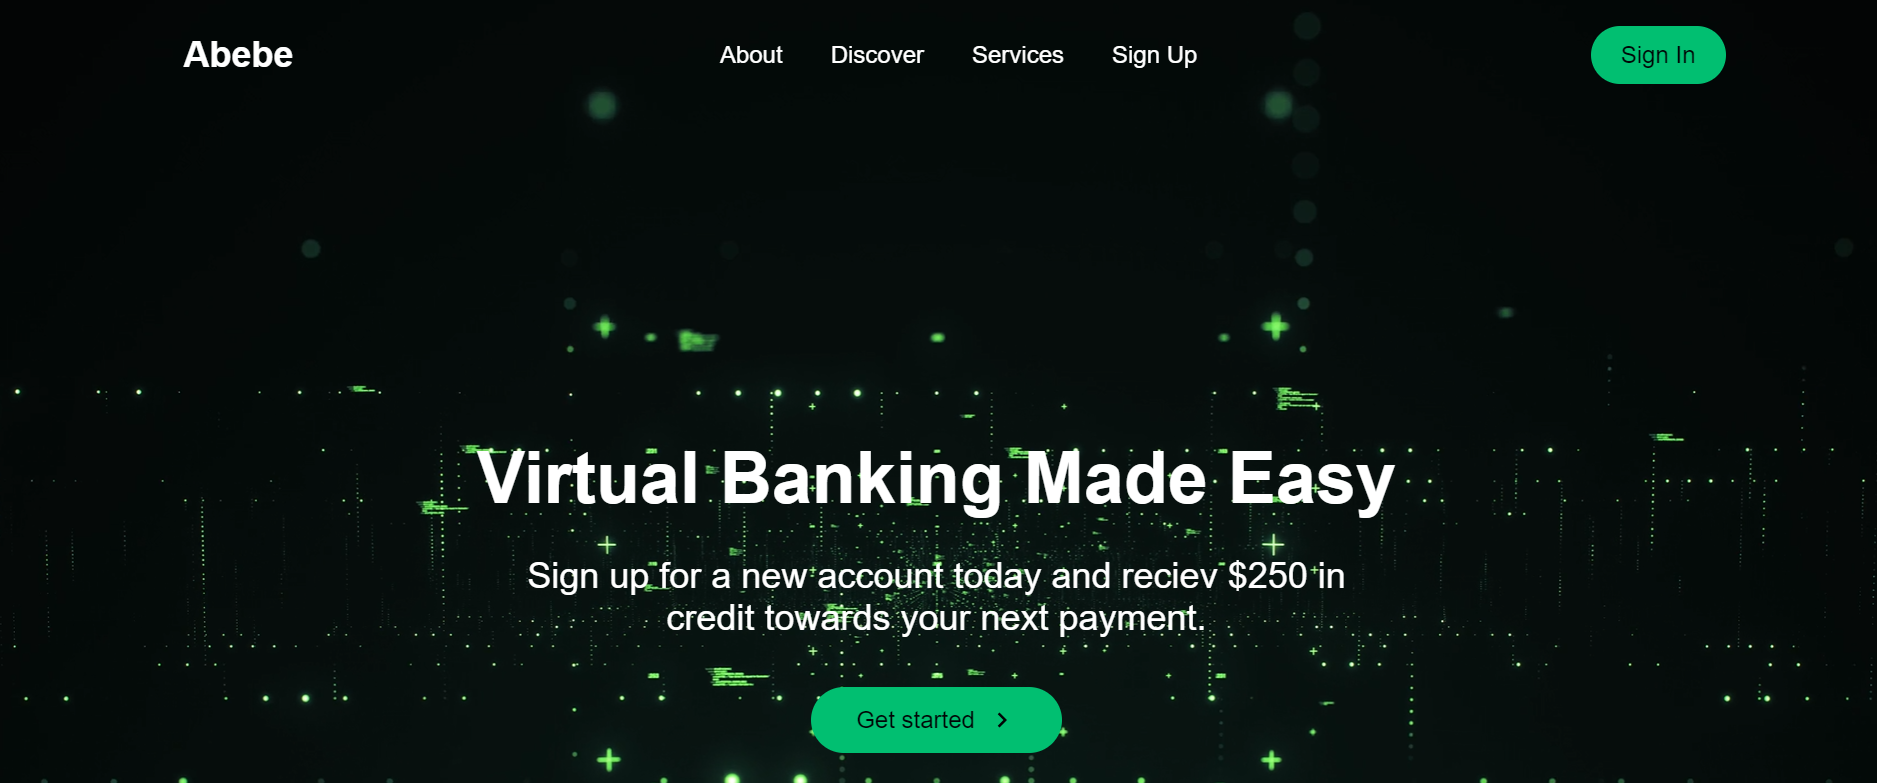 Abebe
About Discover Services Sign Up
Sign In
Virtual Banking Made Easy
Sign up for a new account today and reciev $250 in
credit towards your next payment.
Get started